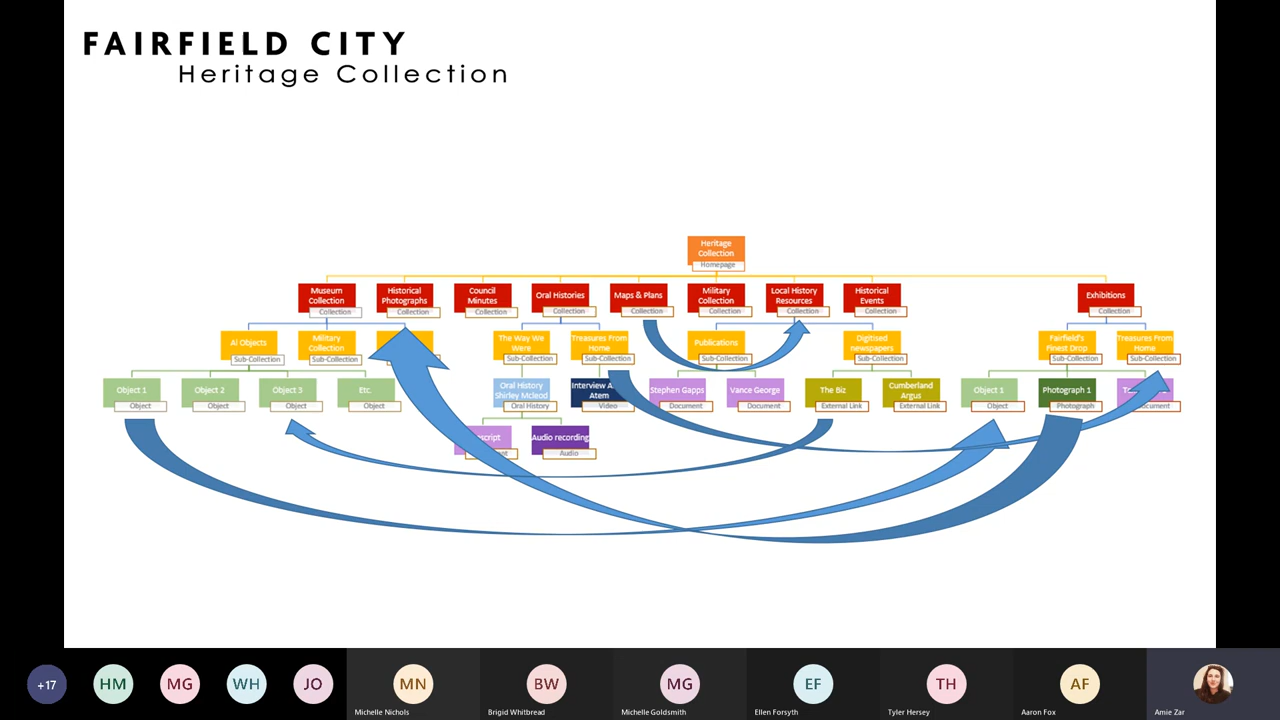 FAIRFIELD CITY
Heritage Collection
Heritage
Collection
Homepage
Museum
Collection
Collection
Historical
Photographs
Collection
Council
Minutes
Collection
Oral Histories
Collection
Maps & Plans
Collection
Military
Collection
Collection
Local History
Resources
Collection
Historical
Events
Collection
Exhibitions
Collection
Al Objects
Sub-Collection
Military
Collection
Sub-Collection
The Way We
Were
Sub-Collection
Treasures From
Home
Sub-Collection
Publications
Sub-Collection
Digitised
newspapers
Sub-Collection
Fairfield's
Finest Drop
Sub-Collection
Treasures From
Home
Sub-Collection
Object 1
Object
Object 2
Object
Object 3
Object
Etc.
Object
Oral History
Shirley Mcleod
Oral History
Interview A
Atem
Video
Stephen Gapps
Document
Vance George
Document
The Biz
External Link
Cumberland
Argus
External Link
Object 1
Object
Photograph 1
Photograph
ocument
script
Audio recording
Audio
+17
HM
MG
WH
JO
MN
Michelle Nichols
BW
Brigid Whitbread
MG
Michelle Goldsmith
EF
Ellen Forsyth
TH
Tyler Hersey
AF
Aaron Fox
Amie Zar